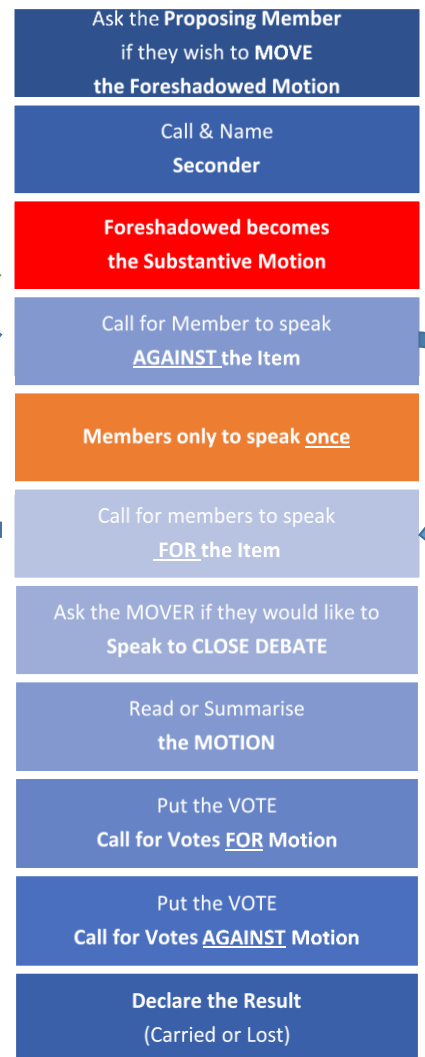 Ask the Proposing Member
if they wish to MOVE
the Foreshadowed Motion
Call & Name
Seconder
Foreshadowed becomes
the Substantive Motion
Call for Member to speak
AGAINST the Item
Members only to speak once
Call for members to speak
FOR the Item
Ask the MOVER if they would like to
Speak to CLOSE DEBATE
Read or Summarise
the MOTION
Put the VOTE
Call for Votes FOR Motion
Put the VOTE
Call for Votes AGAINST Motion
Declare the Result
(Carried or Lost)